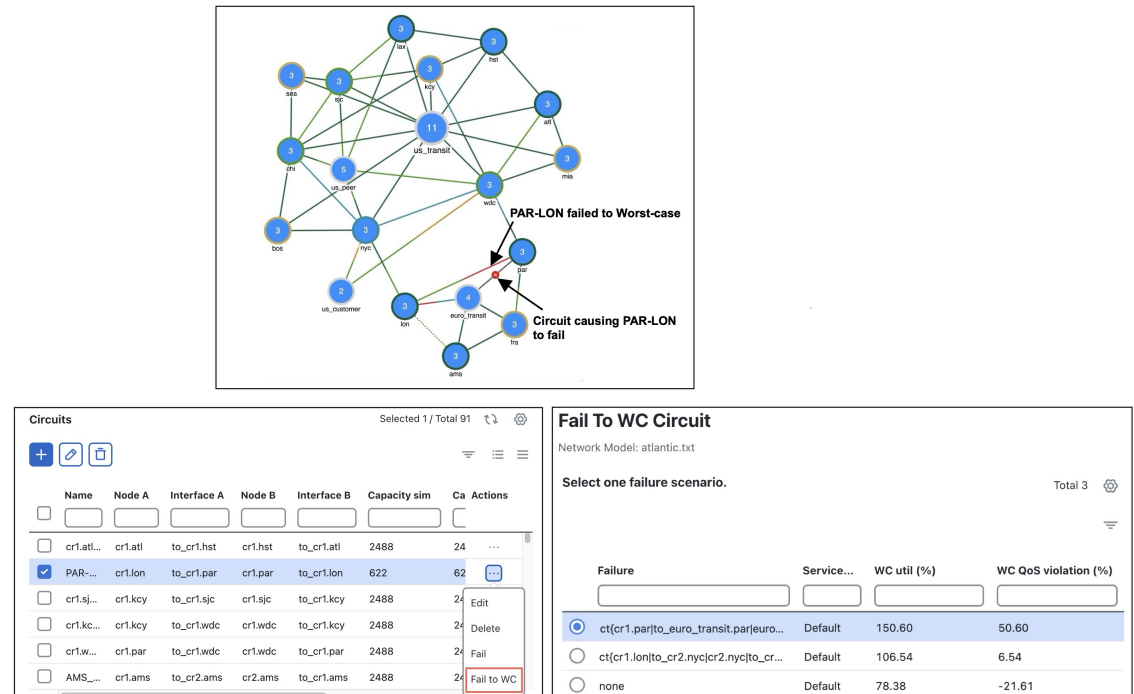 3
lax
3
hst
3
kcy
3
sea
3
sjc
3
atl
11
us_transit
3
chi
5
us_peer
3
mia
3
wdc
PAR-LON failed to Worst-case
3
bos
3
nyc
3
par
2
us_customer
4
euro_transit
3
lon
3
fra
Circuit causing PAR-LON
to fail
3
ams
Circuits
Selected 1 / Total 91
Name Node A Interface A Node B Interface B Capacity sim Ca Actions
cr1.atl... cr1.atl to_cr1.hst cr1.hst to_cr1.atl 2488 24 ...
PAR-... cr1.lon to_cr1.par cr1.par to_cr1.lon 622 62 ...
cr1.sj... cr1.kcy to_cr1.sjc cr1.sjc to_cr1.kcy 2488 24
cr1.kc... cr1.kcy to_cr1.wdc cr1.wdc to_cr1.kcy 2488 24
cr1.w... cr1.par to_cr1.wdc cr1.wdc to_cr1.par 2488 24
AMS_... cr1.ams to_cr2.ams cr2.ams to_cr1.ams 2488 24
Edit
Delete
Fail
Fail to WC
Fail To WC Circuit
Network Model: atlantic.txt
Select one failure scenario.
Total 3
Failure Service... WC util (%) WC QoS violation (%)
ct{cr1.par|to_euro_transit.par|euro... Default 150.60 50.60
ct{cr1.lon|to_cr2.nyc|cr2.nyc|to_cr... Default 106.54 6.54
none Default 78.38 -21.61